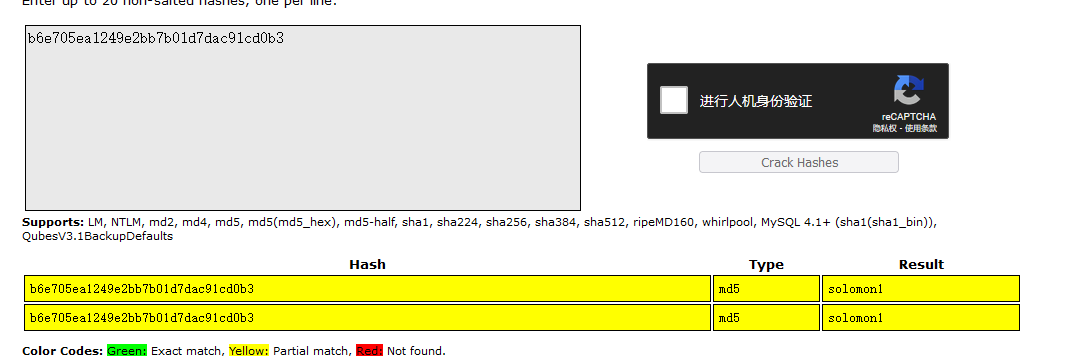 Enter up to 20 non-salted hashes, one per line:
b6e705ea1249e2bb7b01d7dac91cd0b3
进行人机身份验证
reCAPTCHA
隐私权 - 使用条款
Crack Hashes
Supports: LM, NTLM, md2, md4, md5, md5(md5_hex), md5-half, sha1, sha224, sha256, sha384, sha512, ripeMD160, whirlpool, MySQL 4.1+ (sha1(sha1_bin)),
QubesV3.1BackupDefaults
Hash Type Result
b6e705ea1249e2bb7b01d7dac91cd0b3 md5 solomon1
b6e705ea1249e2bb7b01d7dac91cd0b3 md5 solomon1
Color Codes: Green: Exact match, Yellow: Partial match, Red: Not found.